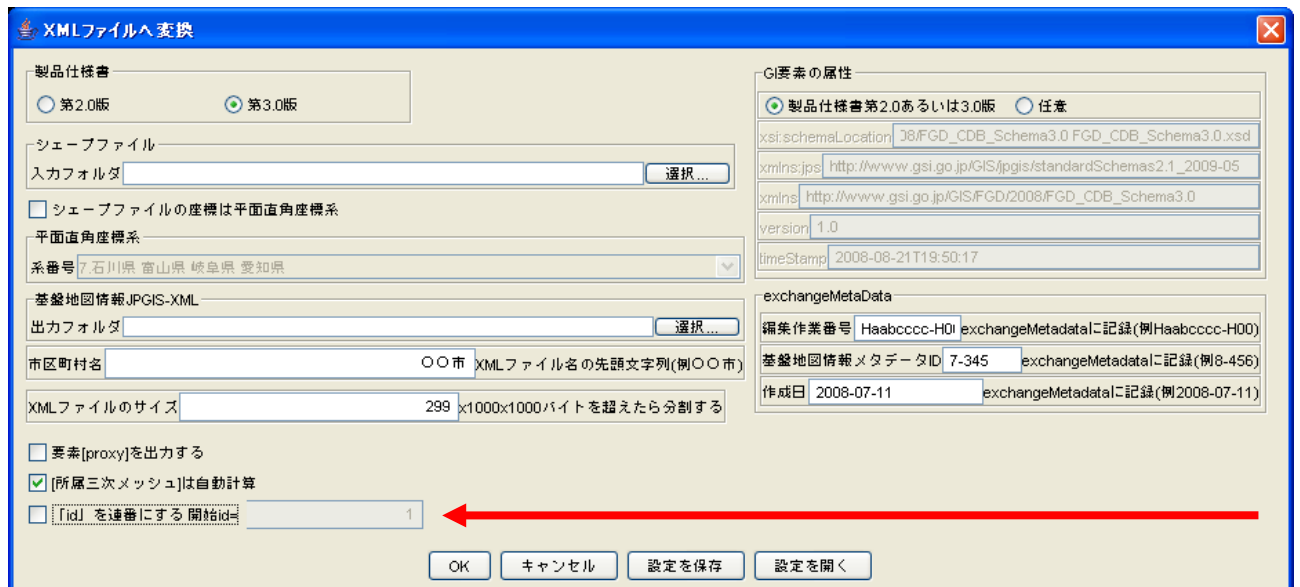 XMLファイルへ変換
製品仕様書
第2.0版 第3.0版
シェープファイル
入力フォルダ 選択...
シェープファイルの座標は平面直角座標系
平面直角座標系
系番号 7.石川県 富山県 岐阜県 愛知県
基盤地図情報JPGIS-XML
出力フォルダ 選択...
市区町村名 〇〇市 XMLファイル名の先頭文字列(例〇〇市)
XMLファイルのサイズ 299 x1000x1000バイトを超えたら分割する
要素[proxy]を出力する
[所属三次メッシュ]は自動計算
「id」を連番にする 開始id= 1
GI要素の属性
製品仕様書第2.0あるいは3.0版 任意
xsi:schemaLocation 08/FGD_CDB_Schema3.0 FGD_CDB_Schema3.0.xsd
xmlns:jps http://www.gsi.go.jp/GIS/jpgis/standardSchemas2.1_2009-05
xmlns http://www.gsi.go.jp/GIS/FGD/2008/FGD_CDB_Schema3.0
version 1.0
timeStamp 2008-08-21T19:50:17
exchangeMetaData
編集作業番号 Haabcccc-H00 exchangeMetadataに記録(例Haabcccc-H00)
基盤地図情報メタデータID 7-345 exchangeMetadataに記録(例8-456)
作成日 2008-07-11 exchangeMetadataに記録(例2008-07-11)
OK キャンセル 設定を保存 設定を開く